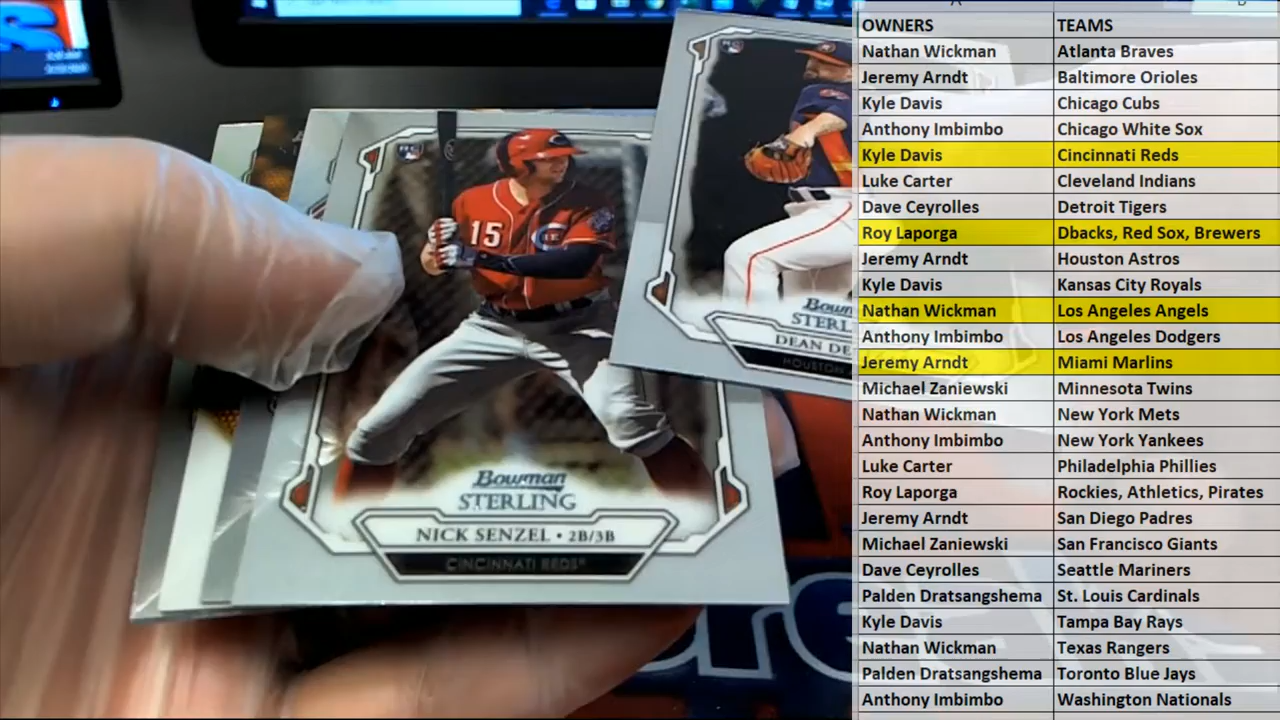 OWNERS TEAMS
Nathan Wickman Atlanta Braves
Jeremy Arndt Baltimore Orioles
Kyle Davis Chicago Cubs
Anthony Imbimbo Chicago White Sox
Kyle Davis Cincinnati Reds
Luke Carter Cleveland Indians
Dave Ceyrolles Detroit Tigers
Roy Laporga Dbacks, Red Sox, Brewers
Jeremy Arndt Houston Astros
Kyle Davis Kansas City Royals
Nathan Wickman Los Angeles Angels
Anthony Imbimbo Los Angeles Dodgers
Jeremy Arndt Miami Marlins
Michael Zaniewski Minnesota Twins
Nathan Wickman New York Mets
Anthony Imbimbo New York Yankees
Luke Carter Philadelphia Phillies
Roy Laporga Rockies, Athletics, Pirates
Jeremy Arndt San Diego Padres
Michael Zaniewski San Francisco Giants
Dave Ceyrolles Seattle Mariners
Palden Dratsangshema St. Louis Cardinals
Kyle Davis Tampa Bay Rays
Nathan Wickman Texas Rangers
Palden Dratsangshema Toronto Blue Jays
Anthony Imbimbo Washington Nationals
RC
15
Bowman
STERLING
NICK SENZEL • 2B/3B
CINCINNATI REDS
RC
Bowm
STERL
DEAN DE
HOUSTON